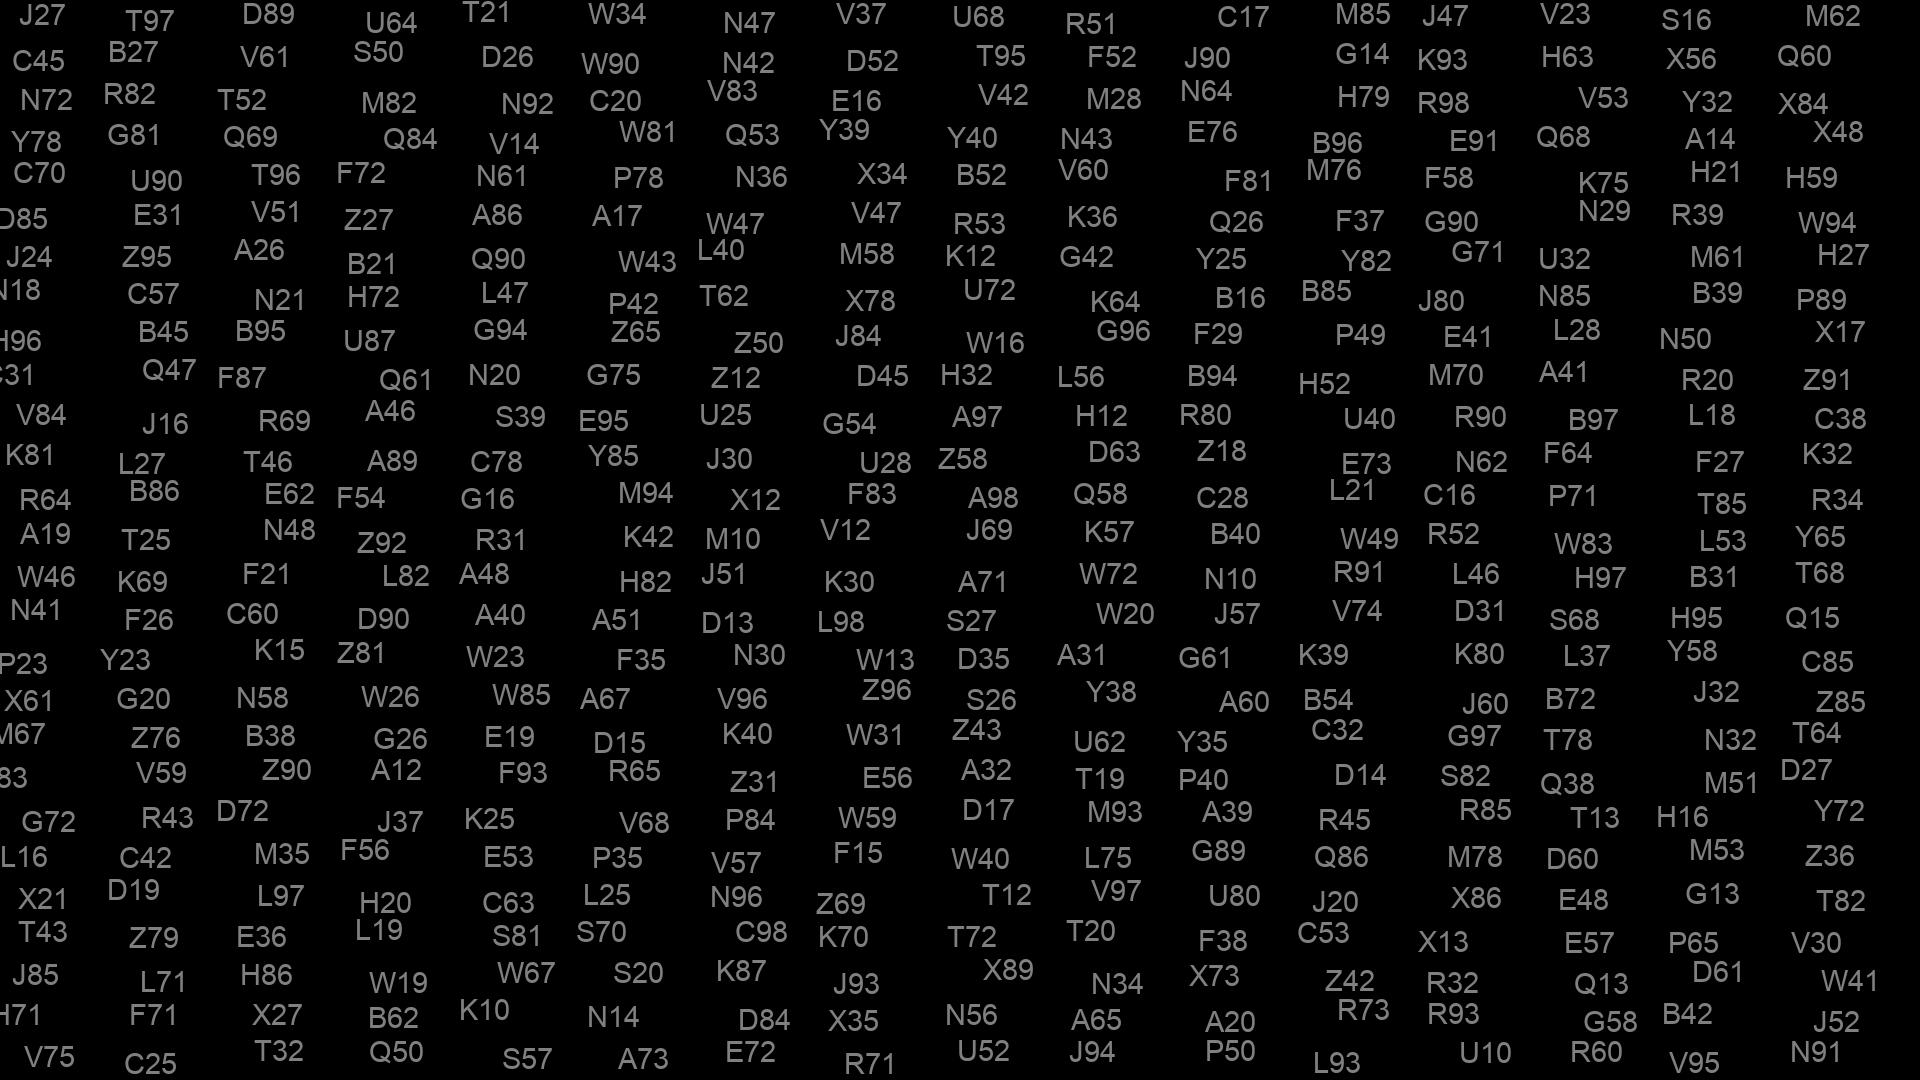 J27 T97 D89 U64 T21 W34 N47 V37 U68 R51 C17 M85 J47 V23 S16 M62
C45 B27 V61 S50 D26 W90 N42 D52 T95 F52 J90 G14 K93 H63 X56 Q60
N72 R82 T52 M82 N92 C20 V83 E16 V42 M28 N64 H79 R98 V53 Y32 X84
Y78 G81 Q69 Q84 V14 W81 Q53 Y39 Y40 N43 E76 B96 E91 Q68 A14 X48
C70 U90 T96 F72 N61 P78 N36 X34 B52 V60 F81 M76 F58 K75 H21 H59
D85 E31 V51 Z27 A86 A17 W47 V47 R53 K36 Q26 F37 G90 N29 R39 W94
J24 Z95 A26 B21 Q90 W43 L40 M58 K12 G42 Y25 Y82 G71 U32 M61 H27
N18 C57 N21 H72 L47 P42 T62 X78 U72 K64 B16 B85 J80 N85 B39 P89
H96 B45 B95 U87 G94 Z65 Z50 J84 W16 G96 F29 P49 E41 L28 N50 X17
C31 Q47 F87 Q61 N20 G75 Z12 D45 H32 L56 B94 H52 M70 A41 R20 Z91
V84 J16 R69 A46 S39 E95 U25 G54 A97 H12 R80 U40 R90 B97 L18 C38
K81 L27 T46 A89 C78 Y85 J30 U28 Z58 D63 Z18 E73 N62 F64 F27 K32
R64 B86 E62 F54 G16 M94 X12 F83 A98 Q58 C28 L21 C16 P71 T85 R34
A19 T25 N48 Z92 R31 K42 M10 V12 J69 K57 B40 W49 R52 W83 L53 Y65
W46 K69 F21 L82 A48 H82 J51 K30 A71 W72 N10 R91 L46 H97 B31 T68
N41 F26 C60 D90 A40 A51 D13 L98 S27 W20 J57 V74 D31 S68 H95 Q15
P23 Y23 K15 Z81 W23 F35 N30 W13 D35 A31 G61 K39 K80 L37 Y58 C85
X61 G20 N58 W26 W85 A67 V96 Z96 S26 Y38 A60 B54 J60 B72 J32 Z85
M67 Z76 B38 G26 E19 D15 K40 W31 Z43 U62 Y35 C32 G97 T78 N32 T64
83 V59 Z90 A12 F93 R65 Z31 E56 A32 T19 P40 D14 S82 Q38 M51 D27
G72 R43 D72 J37 K25 V68 P84 W59 D17 M93 A39 R45 R85 T13 H16 Y72
L16 C42 M35 F56 E53 P35 V57 F15 W40 L75 G89 Q86 M78 D60 M53 Z36
X21 D19 L97 H20 C63 L25 N96 Z69 T12 V97 U80 J20 X86 E48 G13 T82
T43 Z79 E36 L19 S81 S70 C98 K70 T72 T20 F38 C53 X13 E57 P65 V30
J85 L71 H86 W19 W67 S20 K87 J93 X89 N34 X73 Z42 R32 Q13 D61 W41
H71 F71 X27 B62 K10 N14 D84 X35 N56 A65 A20 R73 R93 G58 B42 J52
V75 C25 T32 Q50 S57 A73 E72 R71 U52 J94 P50 L93 U10 R60 V95 N91